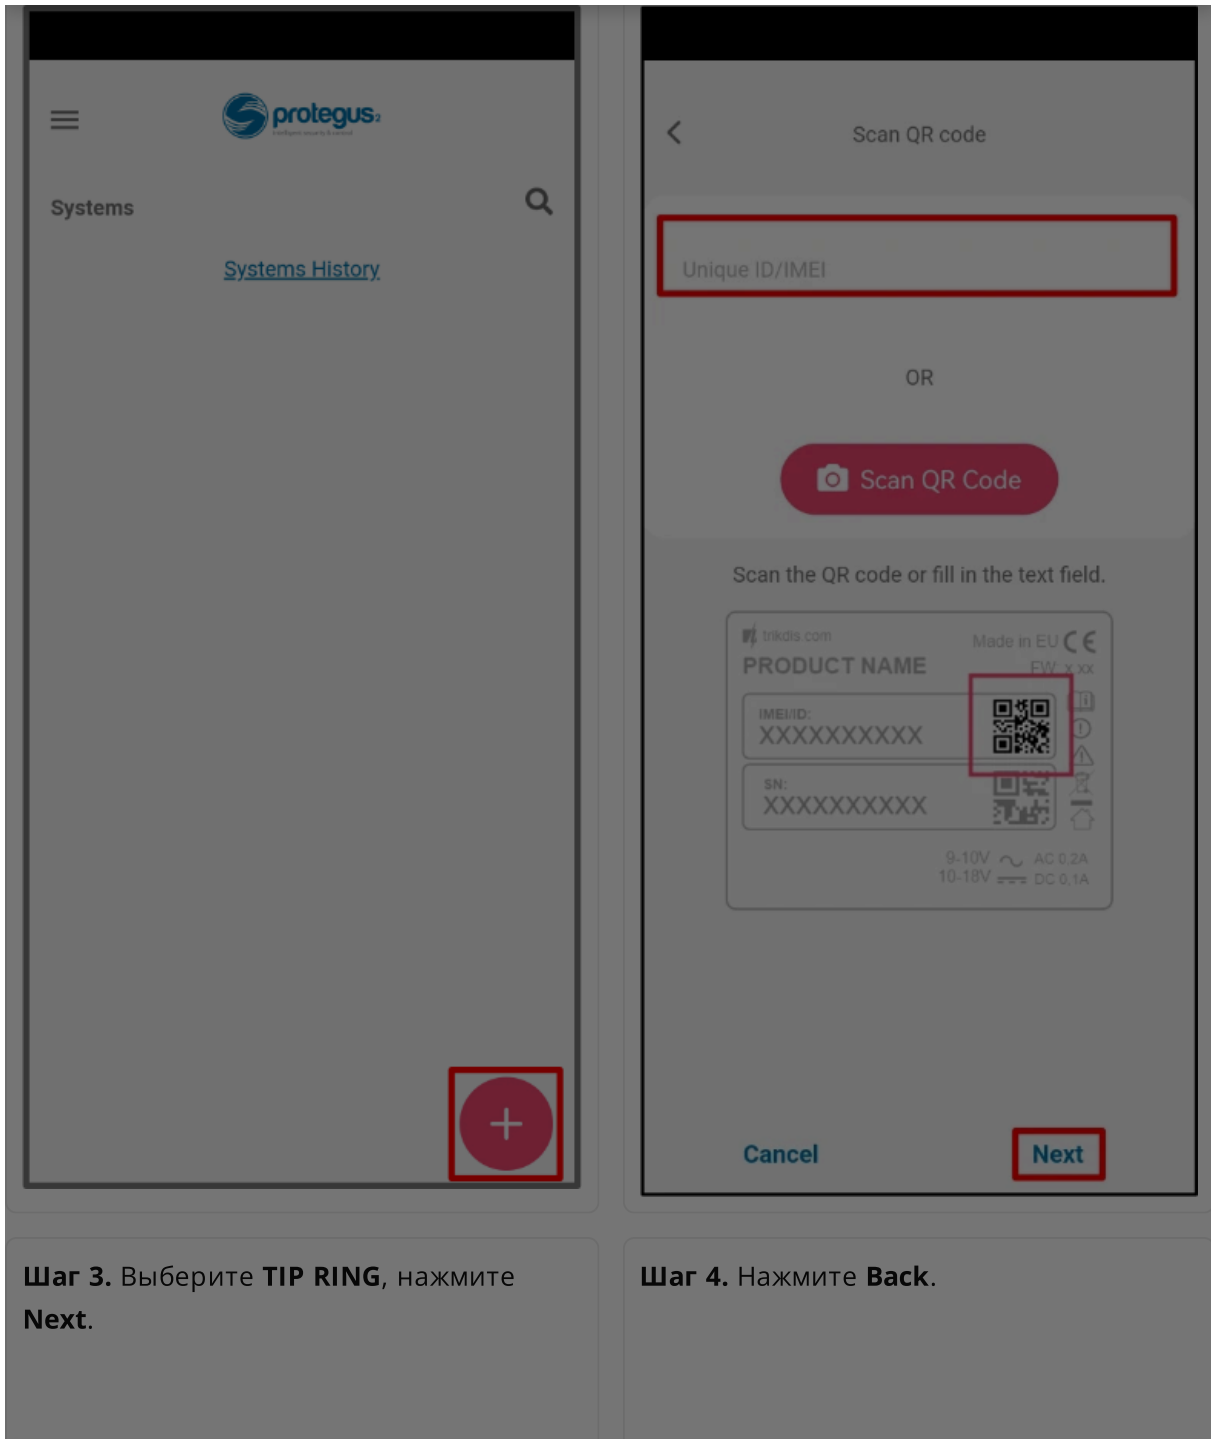 protegus2
Systems
Systems History
Scan QR code
Unique ID/IMEI
OR
Scan QR Code
Scan the QR code or fill in the text field.
trikdis.com
Made in EU CE
PRODUCT NAME
FW: x.xx
IMEI/ID:
XXXXXXXXXX
SN:
XXXXXXXXXX
9-10V AC 0,2A
10-18V DC 0,1A
Cancel
Next
Шаг 3. Выберите TIP RING, нажмите
Next.
Шаг 4. Нажмите Back.